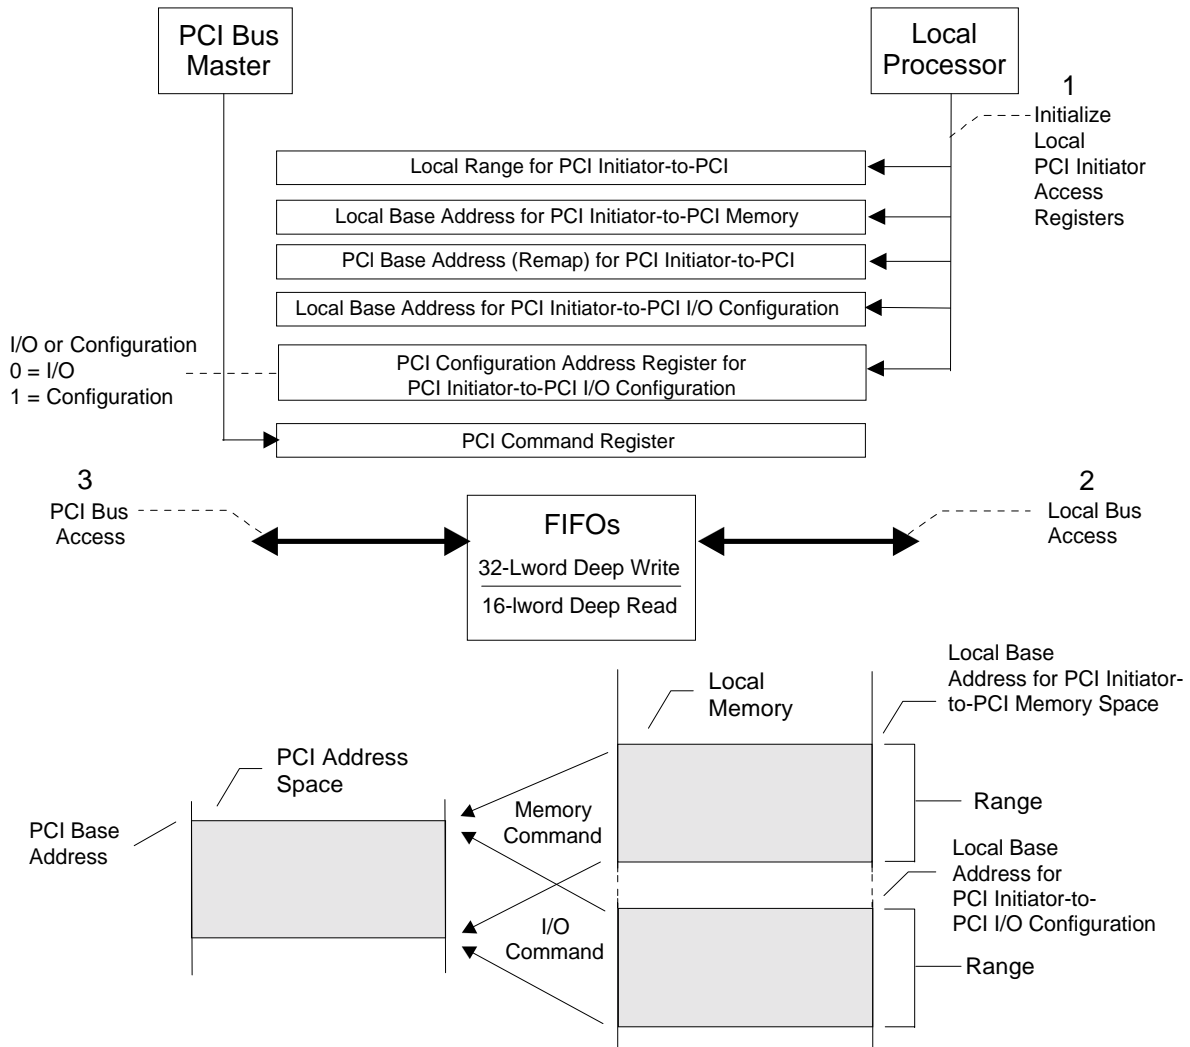 PCI Bus
Master
Local
Processor
1
Initialize
Local
PCI Initiator
Access
Registers
Local Range for PCI Initiator-to-PCI
Local Base Address for PCI Initiator-to-PCI Memory
PCI Base Address (Remap) for PCI Initiator-to-PCI
Local Base Address for PCI Initiator-to-PCI I/O Configuration
I/O or Configuration
0 = I/O
1 = Configuration
PCI Configuration Address Register for
PCI Initiator-to-PCI I/O Configuration
PCI Command Register
3
PCI Bus
Access
FIFOs
32-Lword Deep Write
16-lword Deep Read
2
Local Bus
Access
Local Base
Address for PCI Initiator-
to-PCI Memory Space
Local
Memory
PCI Address
Space
Memory
Command
Range
PCI Base
Address
Local Base
Address for
PCI Initiator-to-
PCI I/O Configuration
I/O
Command
Range